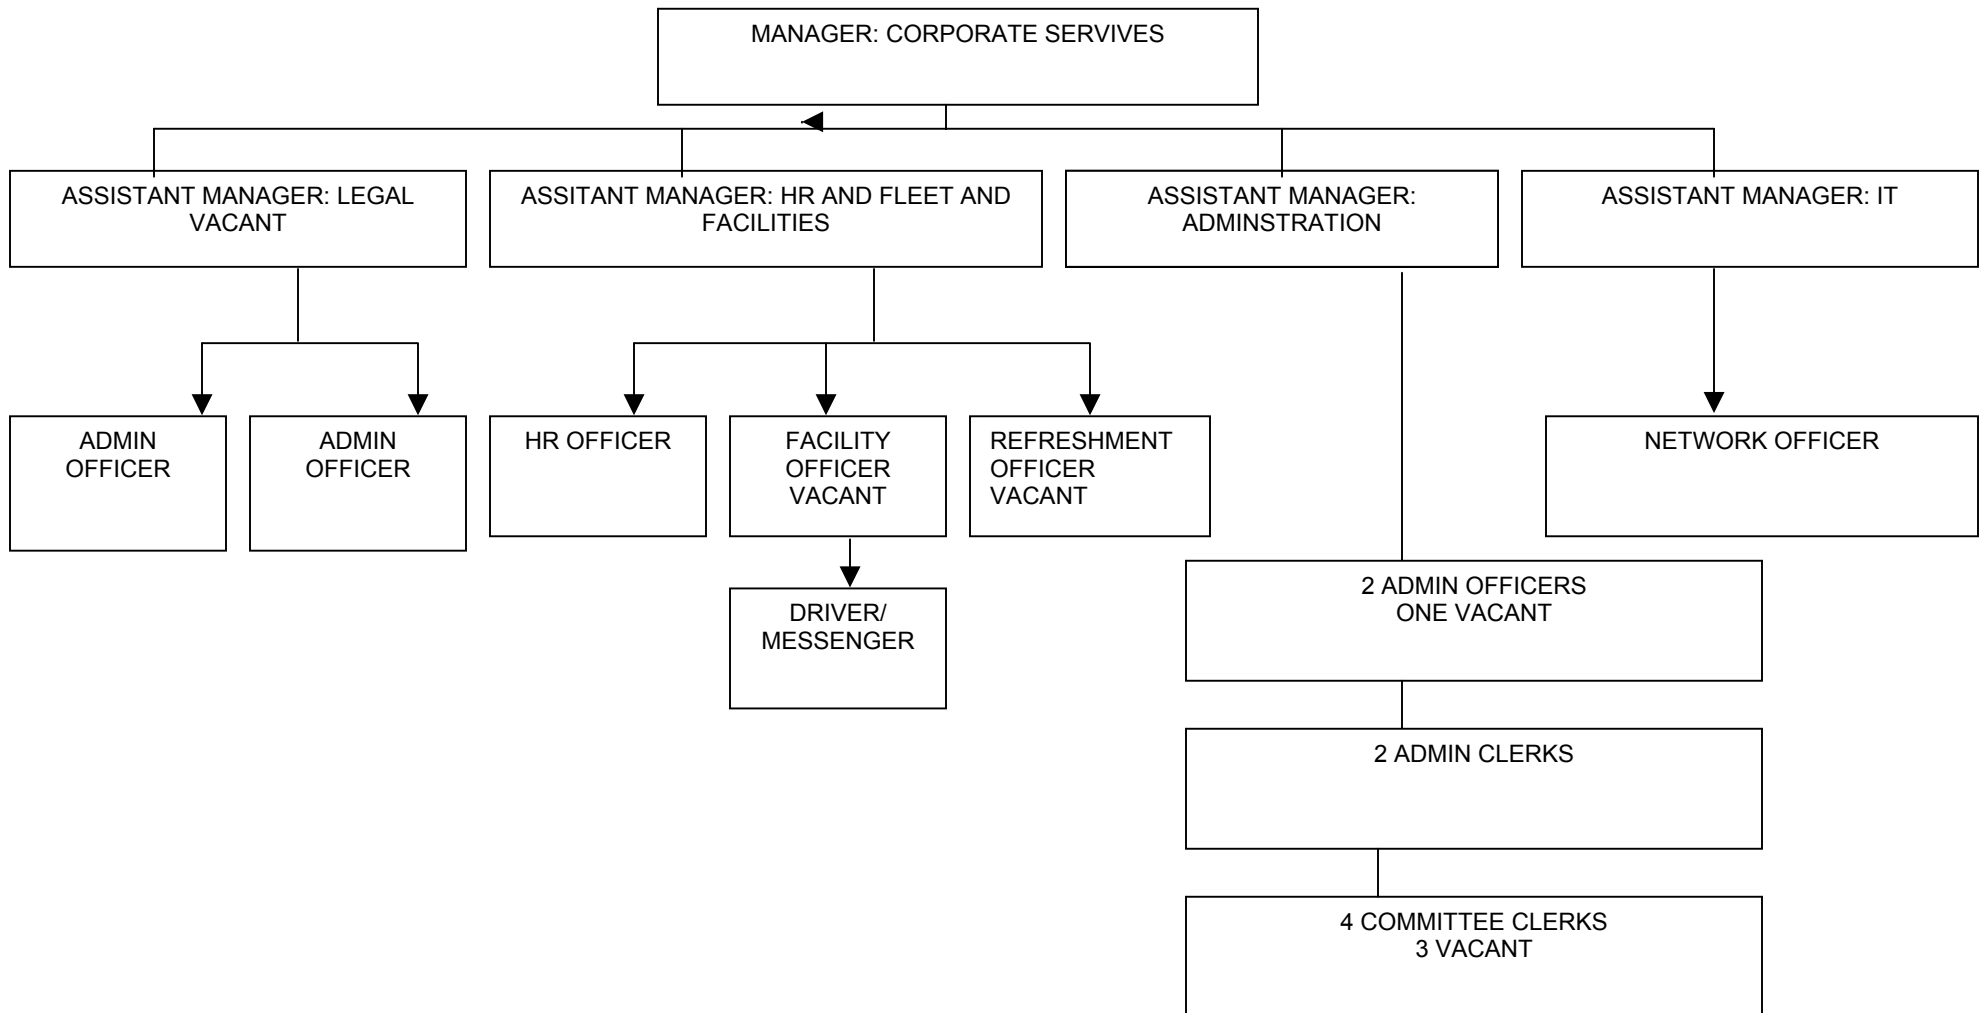 MANAGER: CORPORATE SERVIVES
ASSISTANT MANAGER: LEGAL
VACANT
ASSITANT MANAGER: HR AND FLEET AND
FACILITIES
ASSISTANT MANAGER:
ADMINSTRATION
ASSISTANT MANAGER: IT
ADMIN
OFFICER
ADMIN
OFFICER
HR OFFICER
FACILITY
OFFICER
VACANT
REFRESHMENT
OFFICER
VACANT
NETWORK OFFICER
DRIVER/
MESSENGER
2 ADMIN OFFICERS
ONE VACANT
2 ADMIN CLERKS
4 COMMITTEE CLERKS
3 VACANT